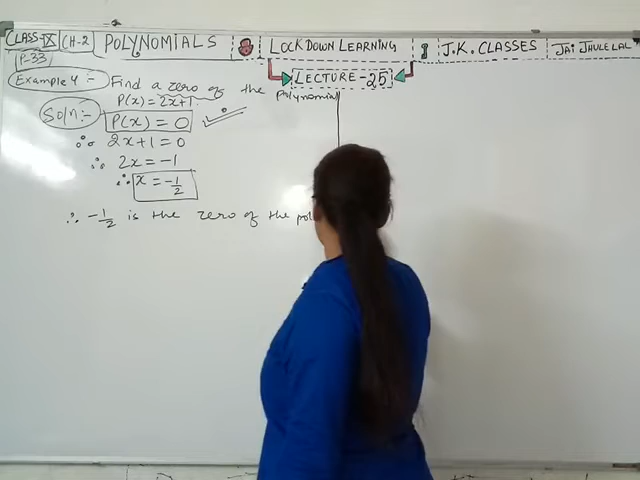 CLASS-IX CH-2 POLYNOMIALS LOCKDOWN LEARNING J.K. CLASSES JAI JHULELAL
P-33 LECTURE-25
Example 4:- Find a zero of the polynomial
P(x) = 2x+1
Soln:- P(x) = 0
∴ 2x+1 = 0
∴ 2x = -1
∴ x = -1/2
∴ -1/2 is the zero of the pol